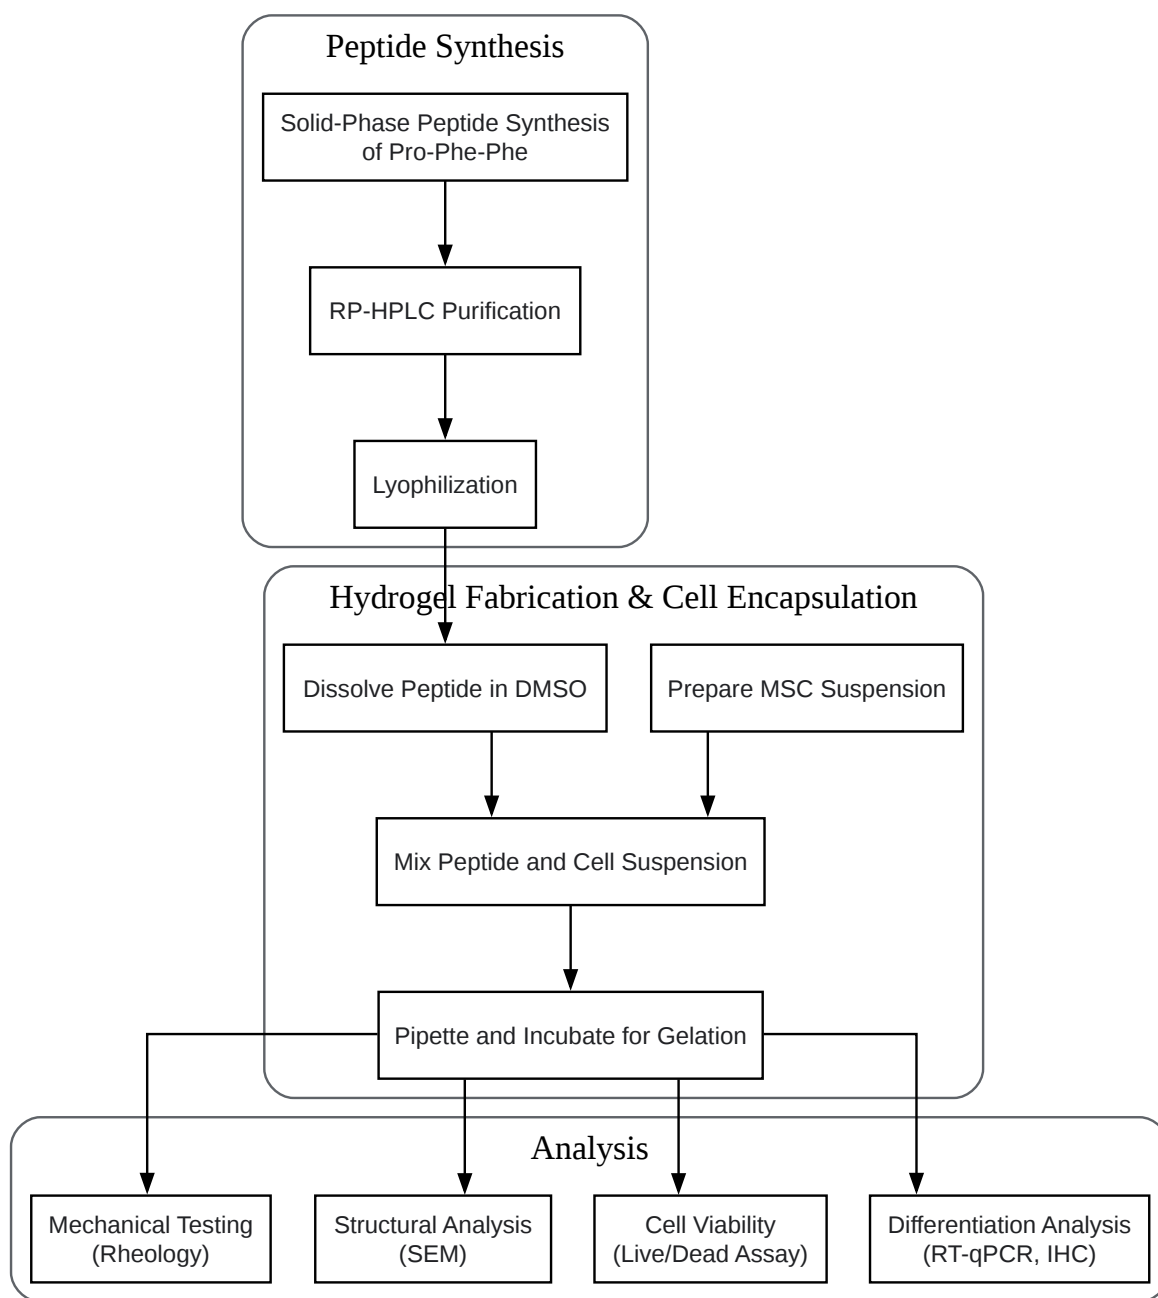 Peptide Synthesis
Solid-Phase Peptide Synthesis
of Pro-Phe-Phe
RP-HPLC Purification
Lyophilization
Hydrogel Fabrication & Cell Encapsulation
Dissolve Peptide in DMSO
Prepare MSC Suspension
Mix Peptide and Cell Suspension
Pipette and Incubate for Gelation
Analysis
Mechanical Testing
(Rheology)
Structural Analysis
(SEM)
Cell Viability
(Live/Dead Assay)
Differentiation Analysis
(RT-qPCR, IHC)